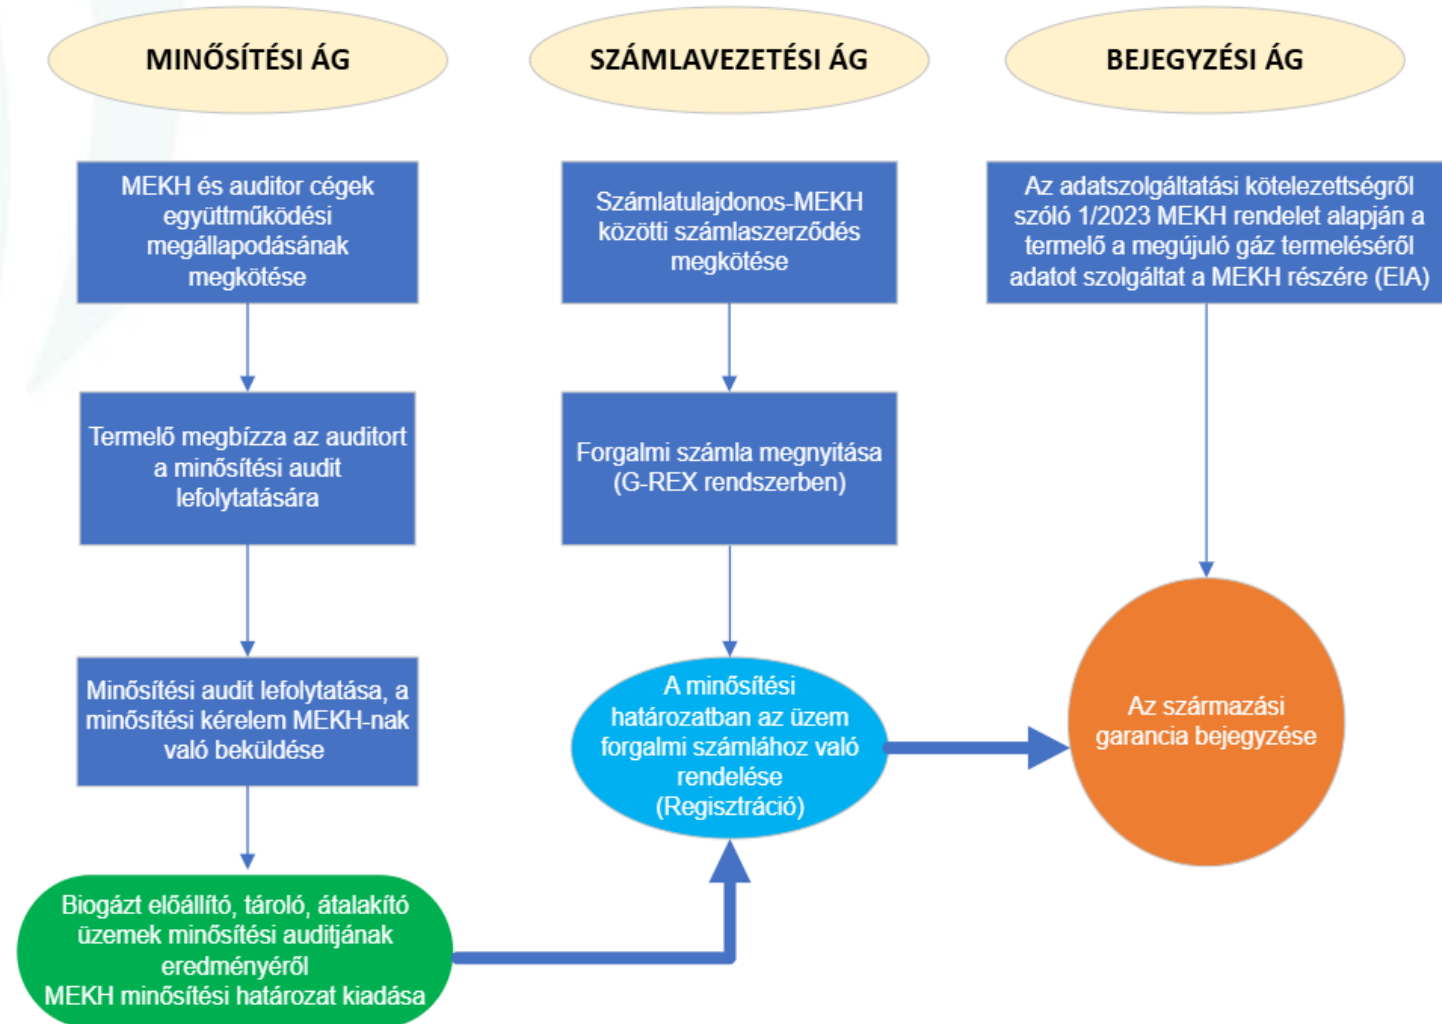 MINŐSÍTÉSI ÁG
SZÁMLAVEZETÉSI ÁG
BEJEGYZÉSI ÁG
MEKH és auditor cégek
együttműködési
megállapodásának
megkötése
Termelő megbízza az auditort
a minősítési audit
lefolytatására
Minősítési audit lefolytatása, a
minősítési kérelem MEKH-nak
való beküldése
Biogázt előállító, tároló, átalakító
üzemek minősítési auditjának
eredményéről
MEKH minősítési határozat kiadása
Számlatulajdonos-MEKH
közötti számlaszerződés
megkötése
Forgalmi számla megnyitása
(G-REX rendszerben)
A minősítési
határozatban az üzem
forgalmi számlához való
rendelése
(Regisztráció)
Az adatszolgáltatási kötelezettségről
szóló 1/2023 MEKH rendelet alapján a
termelő a megújuló gáz termeléséről
adatot szolgáltat a MEKH részére (EIA)
Az származási
garancia bejegyzése